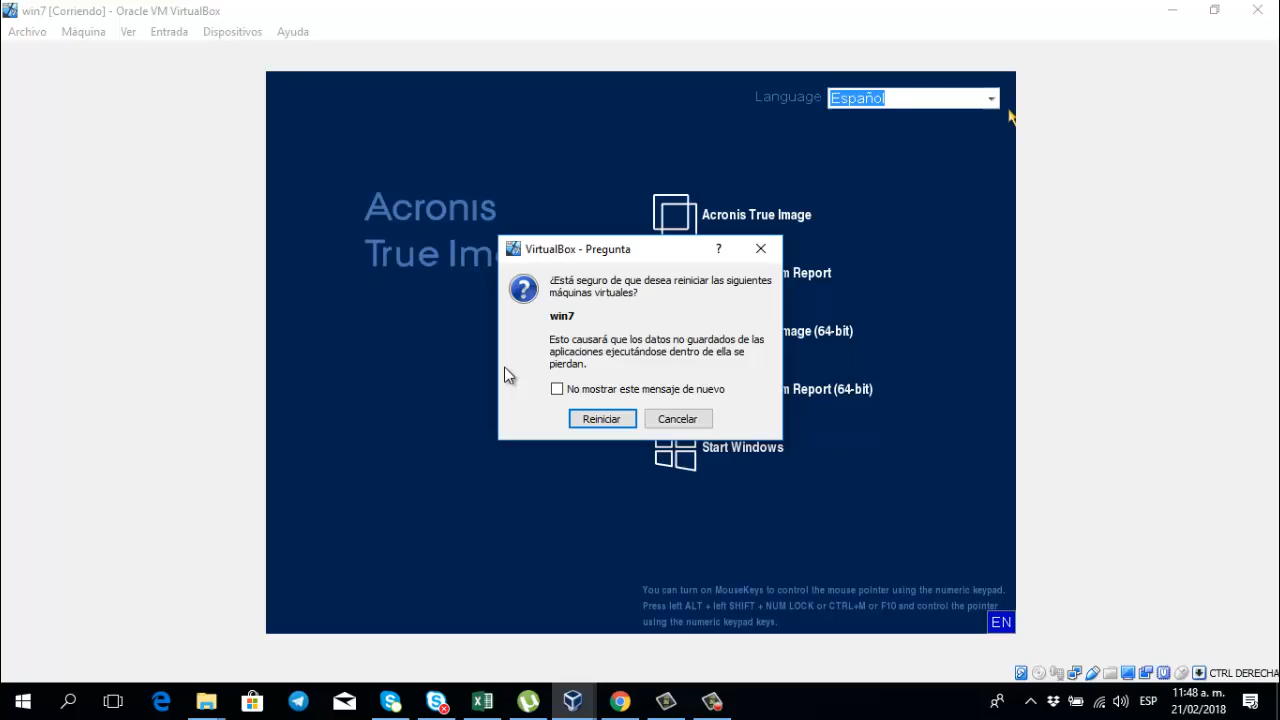 win7 [Corriendo] - Oracle VM VirtualBox
Archivo Máquina Ver Entrada Dispositivos Ayuda
Language Español
Acronis
True Im
Acronis True Image
m Report
mage (64-bit)
m Report (64-bit)
Start Windows
VirtualBox - Pregunta
¿Está seguro de que desea reiniciar las siguientes
máquinas virtuales?
win7
Esto causará que los datos no guardados de las
aplicaciones ejecutándose dentro de ella se
pierdan.
No mostrar este mensaje de nuevo
Reiniciar Cancelar
You can turn on MouseKeys to control the mouse pointer using the numeric keypad.
Press left ALT + left SHIFT + NUM LOCK or CTRL+M or F10 and control the pointer
using the numeric keypad keys.
EN
CTRL DERECHA
ESP
11:48 a. m.
21/02/2018